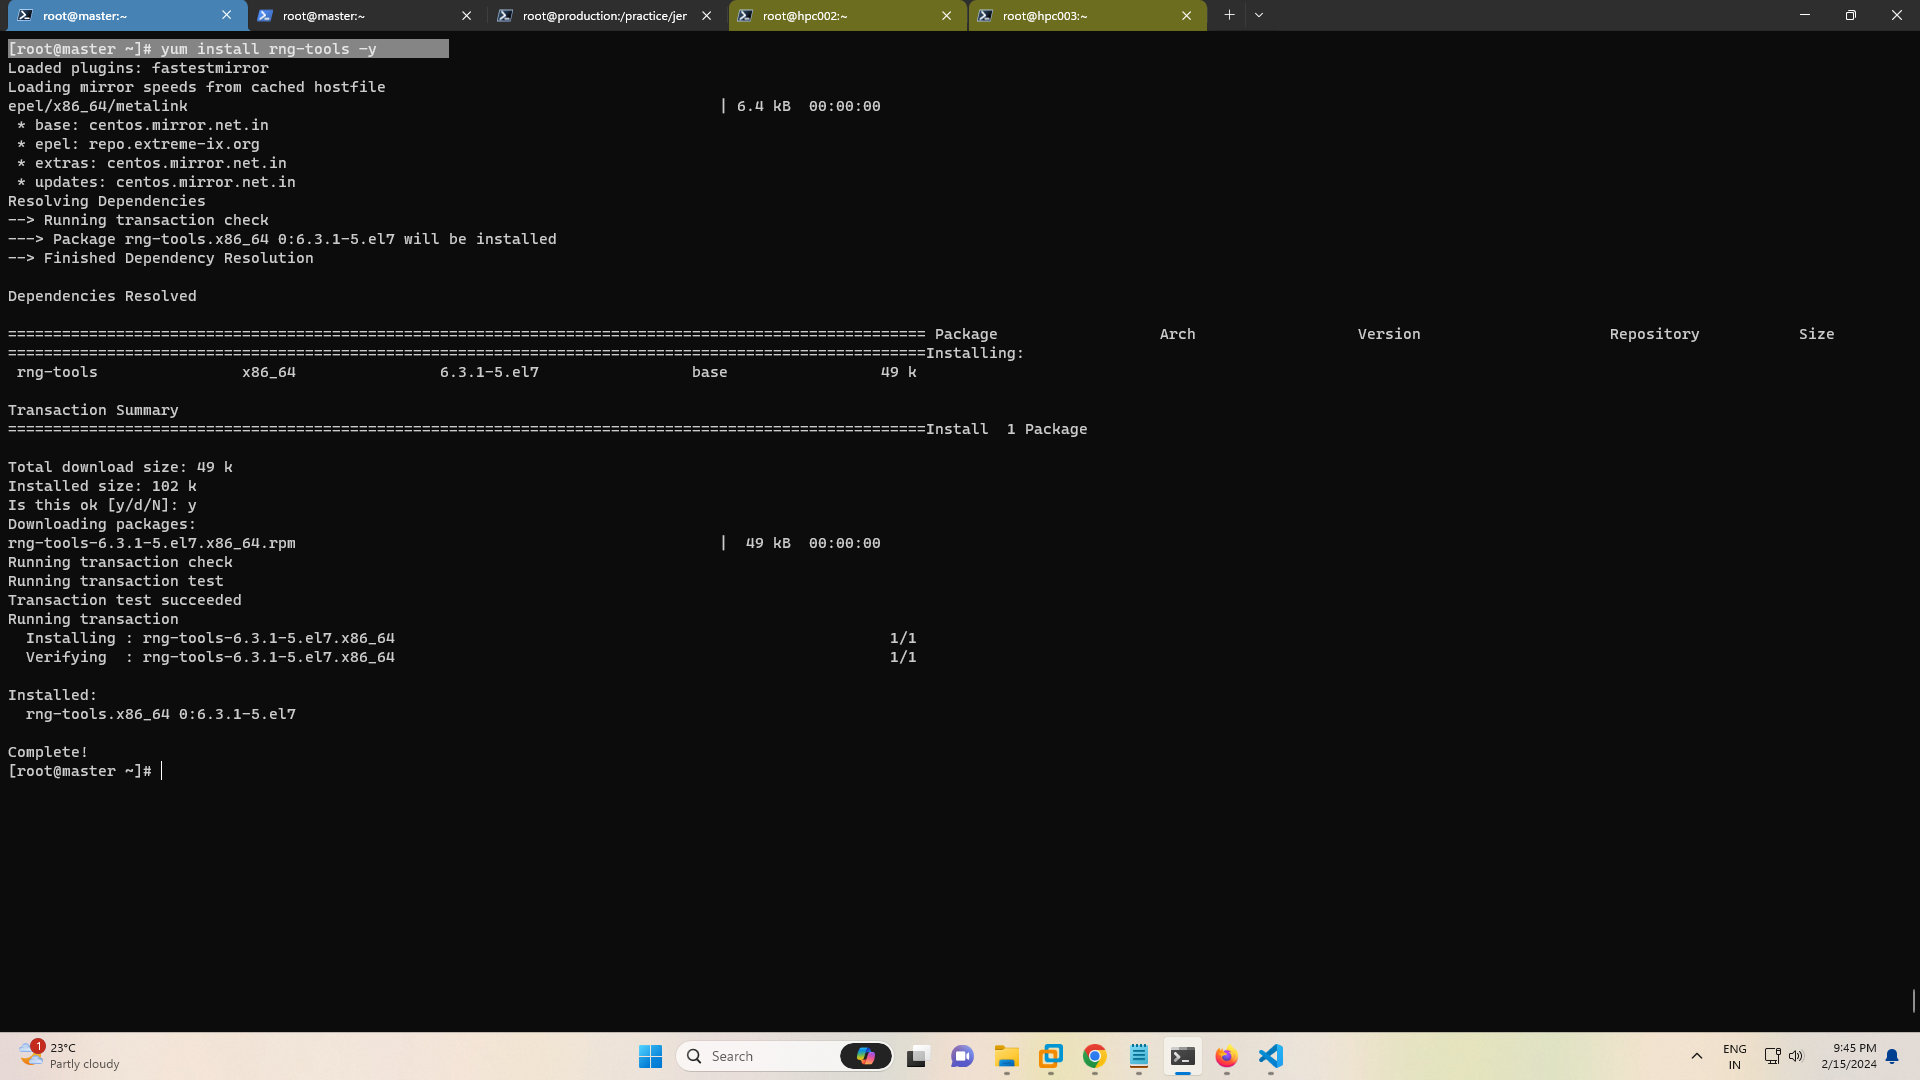 root@master:~
root@master:~
root@production:/practice/jer
root@hpc002:~
root@hpc003:~
[root@master ~]# yum install rng-tools -y
Loaded plugins: fastestmirror
Loading mirror speeds from cached hostfile
epel/x86_64/metalink | 6.4 kB 00:00:00
* base: centos.mirror.net.in
* epel: repo.extreme-ix.org
* extras: centos.mirror.net.in
* updates: centos.mirror.net.in
Resolving Dependencies
--> Running transaction check
---> Package rng-tools.x86_64 0:6.3.1-5.el7 will be installed
--> Finished Dependency Resolution
Dependencies Resolved
====================================================================================================== Package Arch Version Repository Size
======================================================================================================Installing:
rng-tools x86_64 6.3.1-5.el7 base 49 k
Transaction Summary
======================================================================================================Install 1 Package
Total download size: 49 k
Installed size: 102 k
Is this ok [y/d/N]: y
Downloading packages:
rng-tools-6.3.1-5.el7.x86_64.rpm | 49 kB 00:00:00
Running transaction check
Running transaction test
Transaction test succeeded
Running transaction
Installing : rng-tools-6.3.1-5.el7.x86_64 1/1
Verifying : rng-tools-6.3.1-5.el7.x86_64 1/1
Installed:
rng-tools.x86_64 0:6.3.1-5.el7
Complete!
[root@master ~]#
1
23°C
Partly cloudy
Search
ENG
IN
9:45 PM
2/15/2024